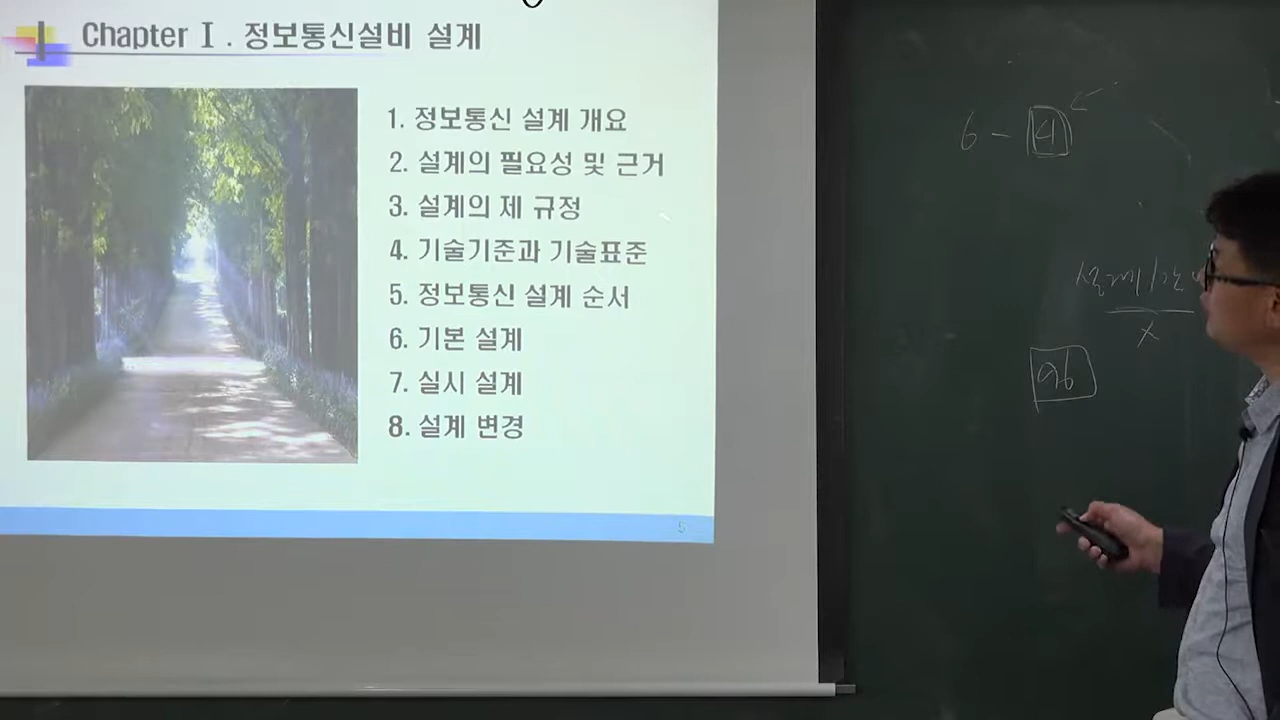 Chapter Ⅰ. 정보통신설비 설계
1. 정보통신 설계 개요
2. 설계의 필요성 및 근거
3. 설계의 제 규정
4. 기술기준과 기술표준
5. 정보통신 설계 순서
6. 기본 설계
7. 실시 설계
8. 설계 변경
5
6 - 4
설계/
x